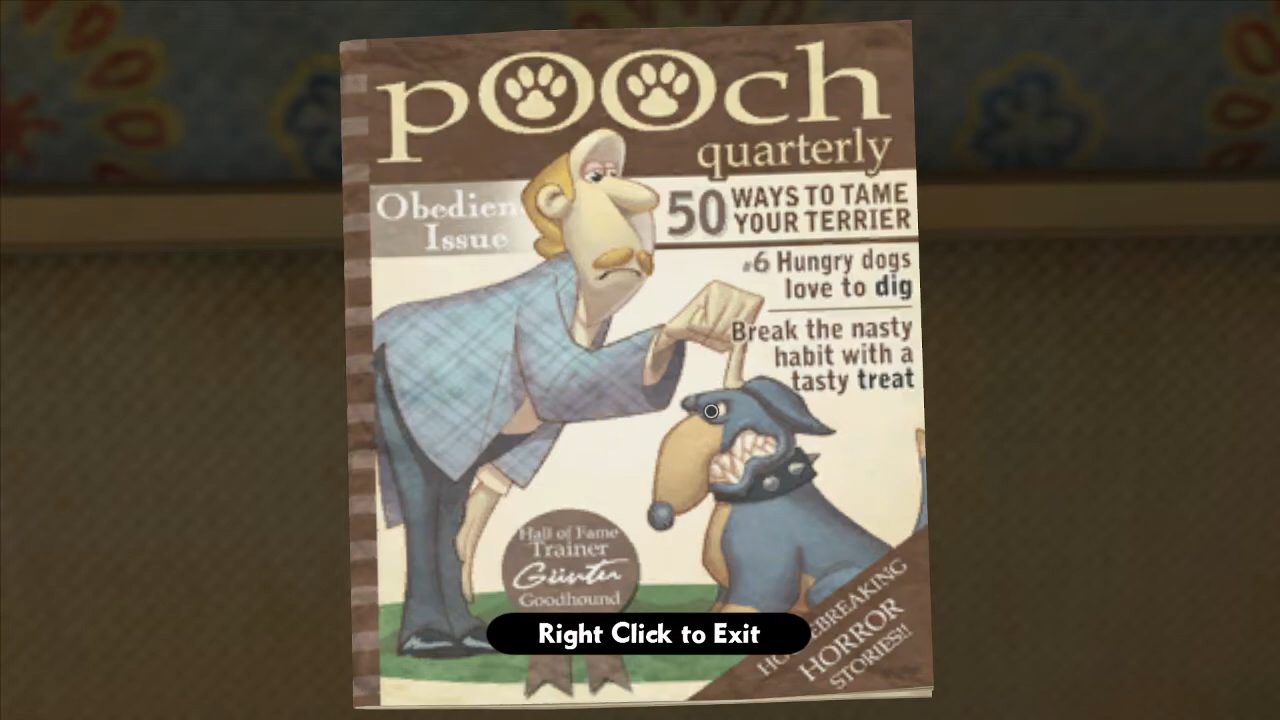 pOOch
quarterly
Obedien
Issue
50 WAYS TO TAME
YOUR TERRIER
#6 Hungry dogs
love to dig
Break the nasty
habit with a
tasty treat
Hall of Fame
Trainer
Günter
Goodhound
Right Click to Exit
EBREAKING
HORROR
STORIES!!